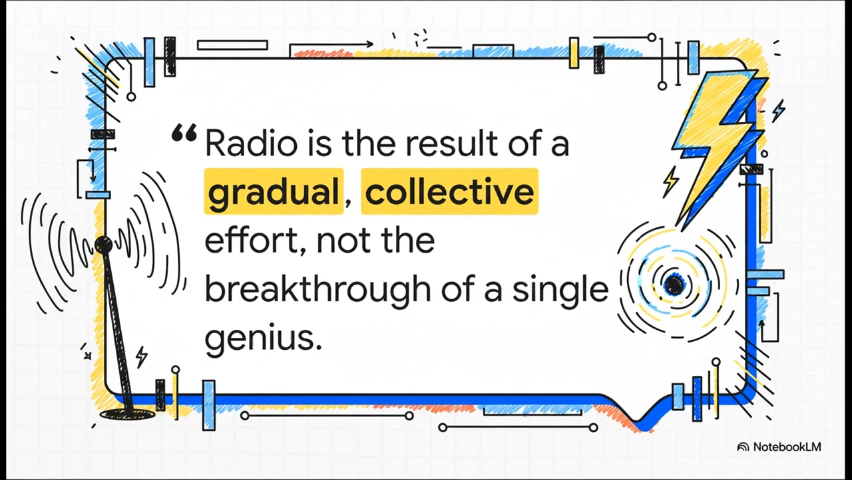 “Radio is the result of a
gradual, collective
effort, not the
breakthrough of a single
genius.
NotebookLM